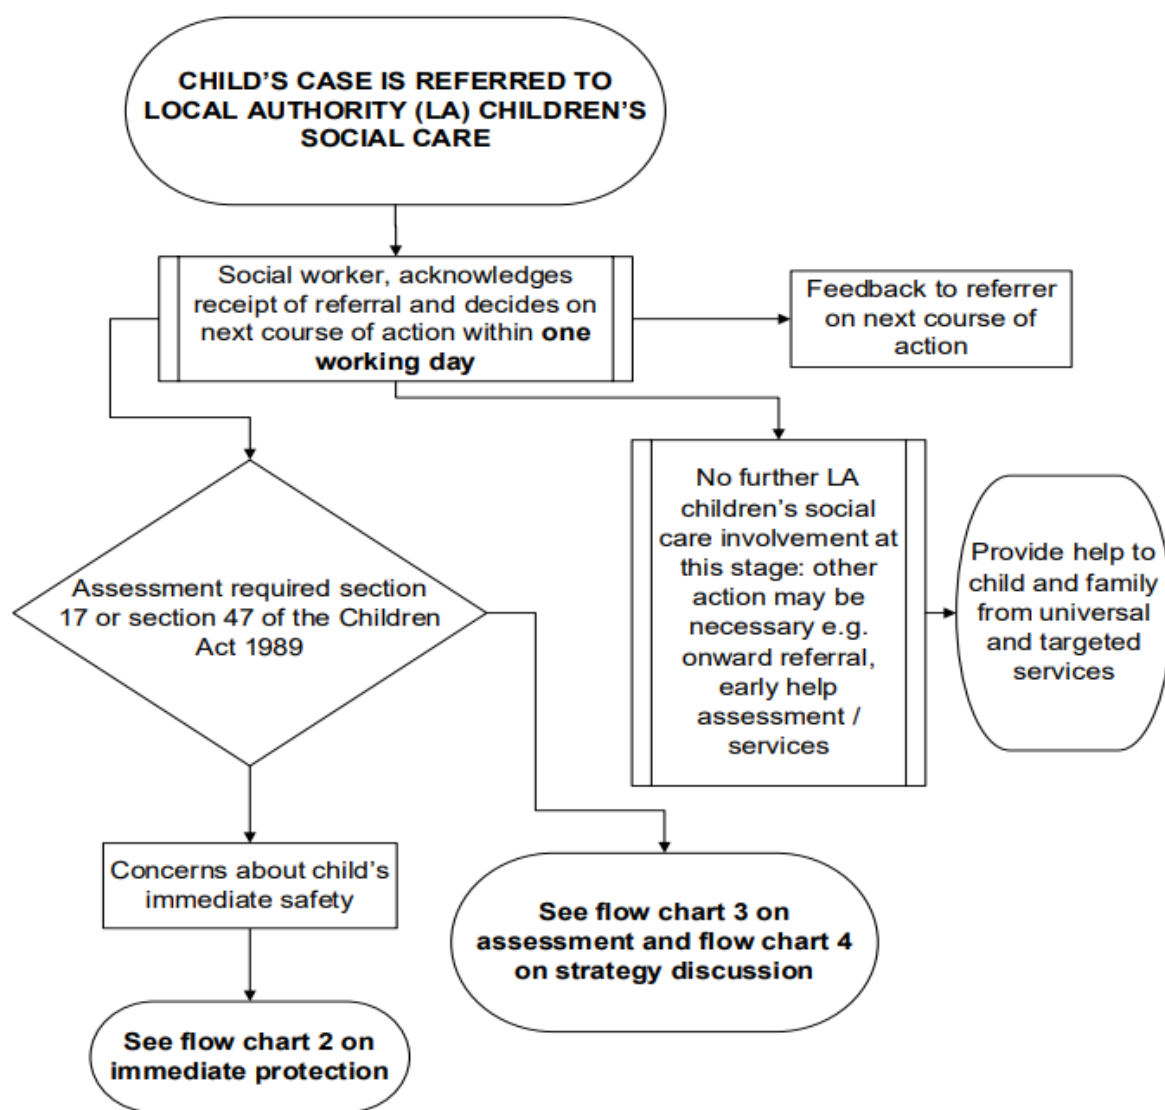 CHILD'S CASE IS REFERRED TO
LOCAL AUTHORITY (LA) CHILDREN'S
SOCIAL CARE
Social worker, acknowledges
receipt of referral and decides on
next course of action within one
working day
Feedback to referrer
on next course of
action
Assessment required section
17 or section 47 of the Children
Act 1989
No further LA
children's social
care involvement at
this stage: other
action may be
necessary e.g.
onward referral,
early help
assessment /
services
Provide help to
child and family
from universal
and targeted
services
Concerns about child's
immediate safety
See flow chart 3 on
assessment and flow chart 4
on strategy discussion
See flow chart 2 on
immediate protection